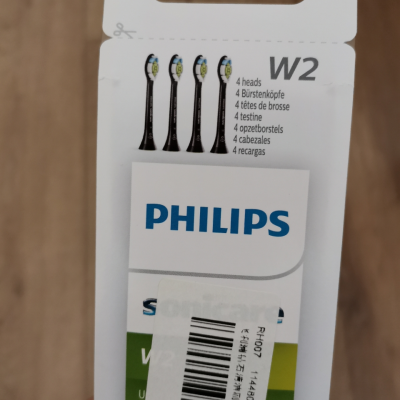 W2
4 heads
4 Bürstenköpfe
4 têtes de brosse
4 testine
4 opzetborstels
4 cabezales
4 recargas
PHILIPS
sonicare
W2
RH007